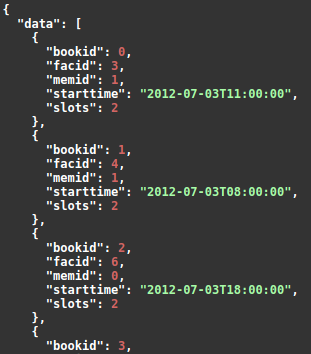 {
  "data": [
    {
      "bookid": 0,
      "facid": 3,
      "memid": 1,
      "starttime": "2012-07-03T11:00:00",
      "slots": 2
    },
    {
      "bookid": 1,
      "facid": 4,
      "memid": 1,
      "starttime": "2012-07-03T08:00:00",
      "slots": 2
    },
    {
      "bookid": 2,
      "facid": 6,
      "memid": 0,
      "starttime": "2012-07-03T18:00:00",
      "slots": 2
    },
    {
      "bookid": 3,